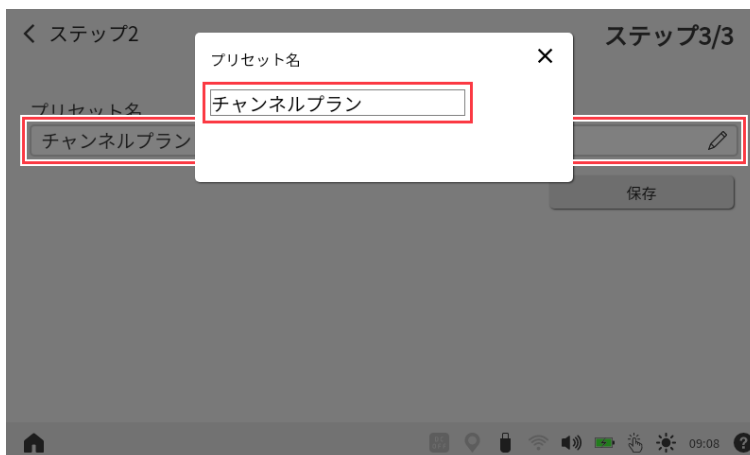 ステップ2
ステップ3/3
プリセット名
チャンネルプラン
プリセット名
チャンネルプラン
保存
09:08
?